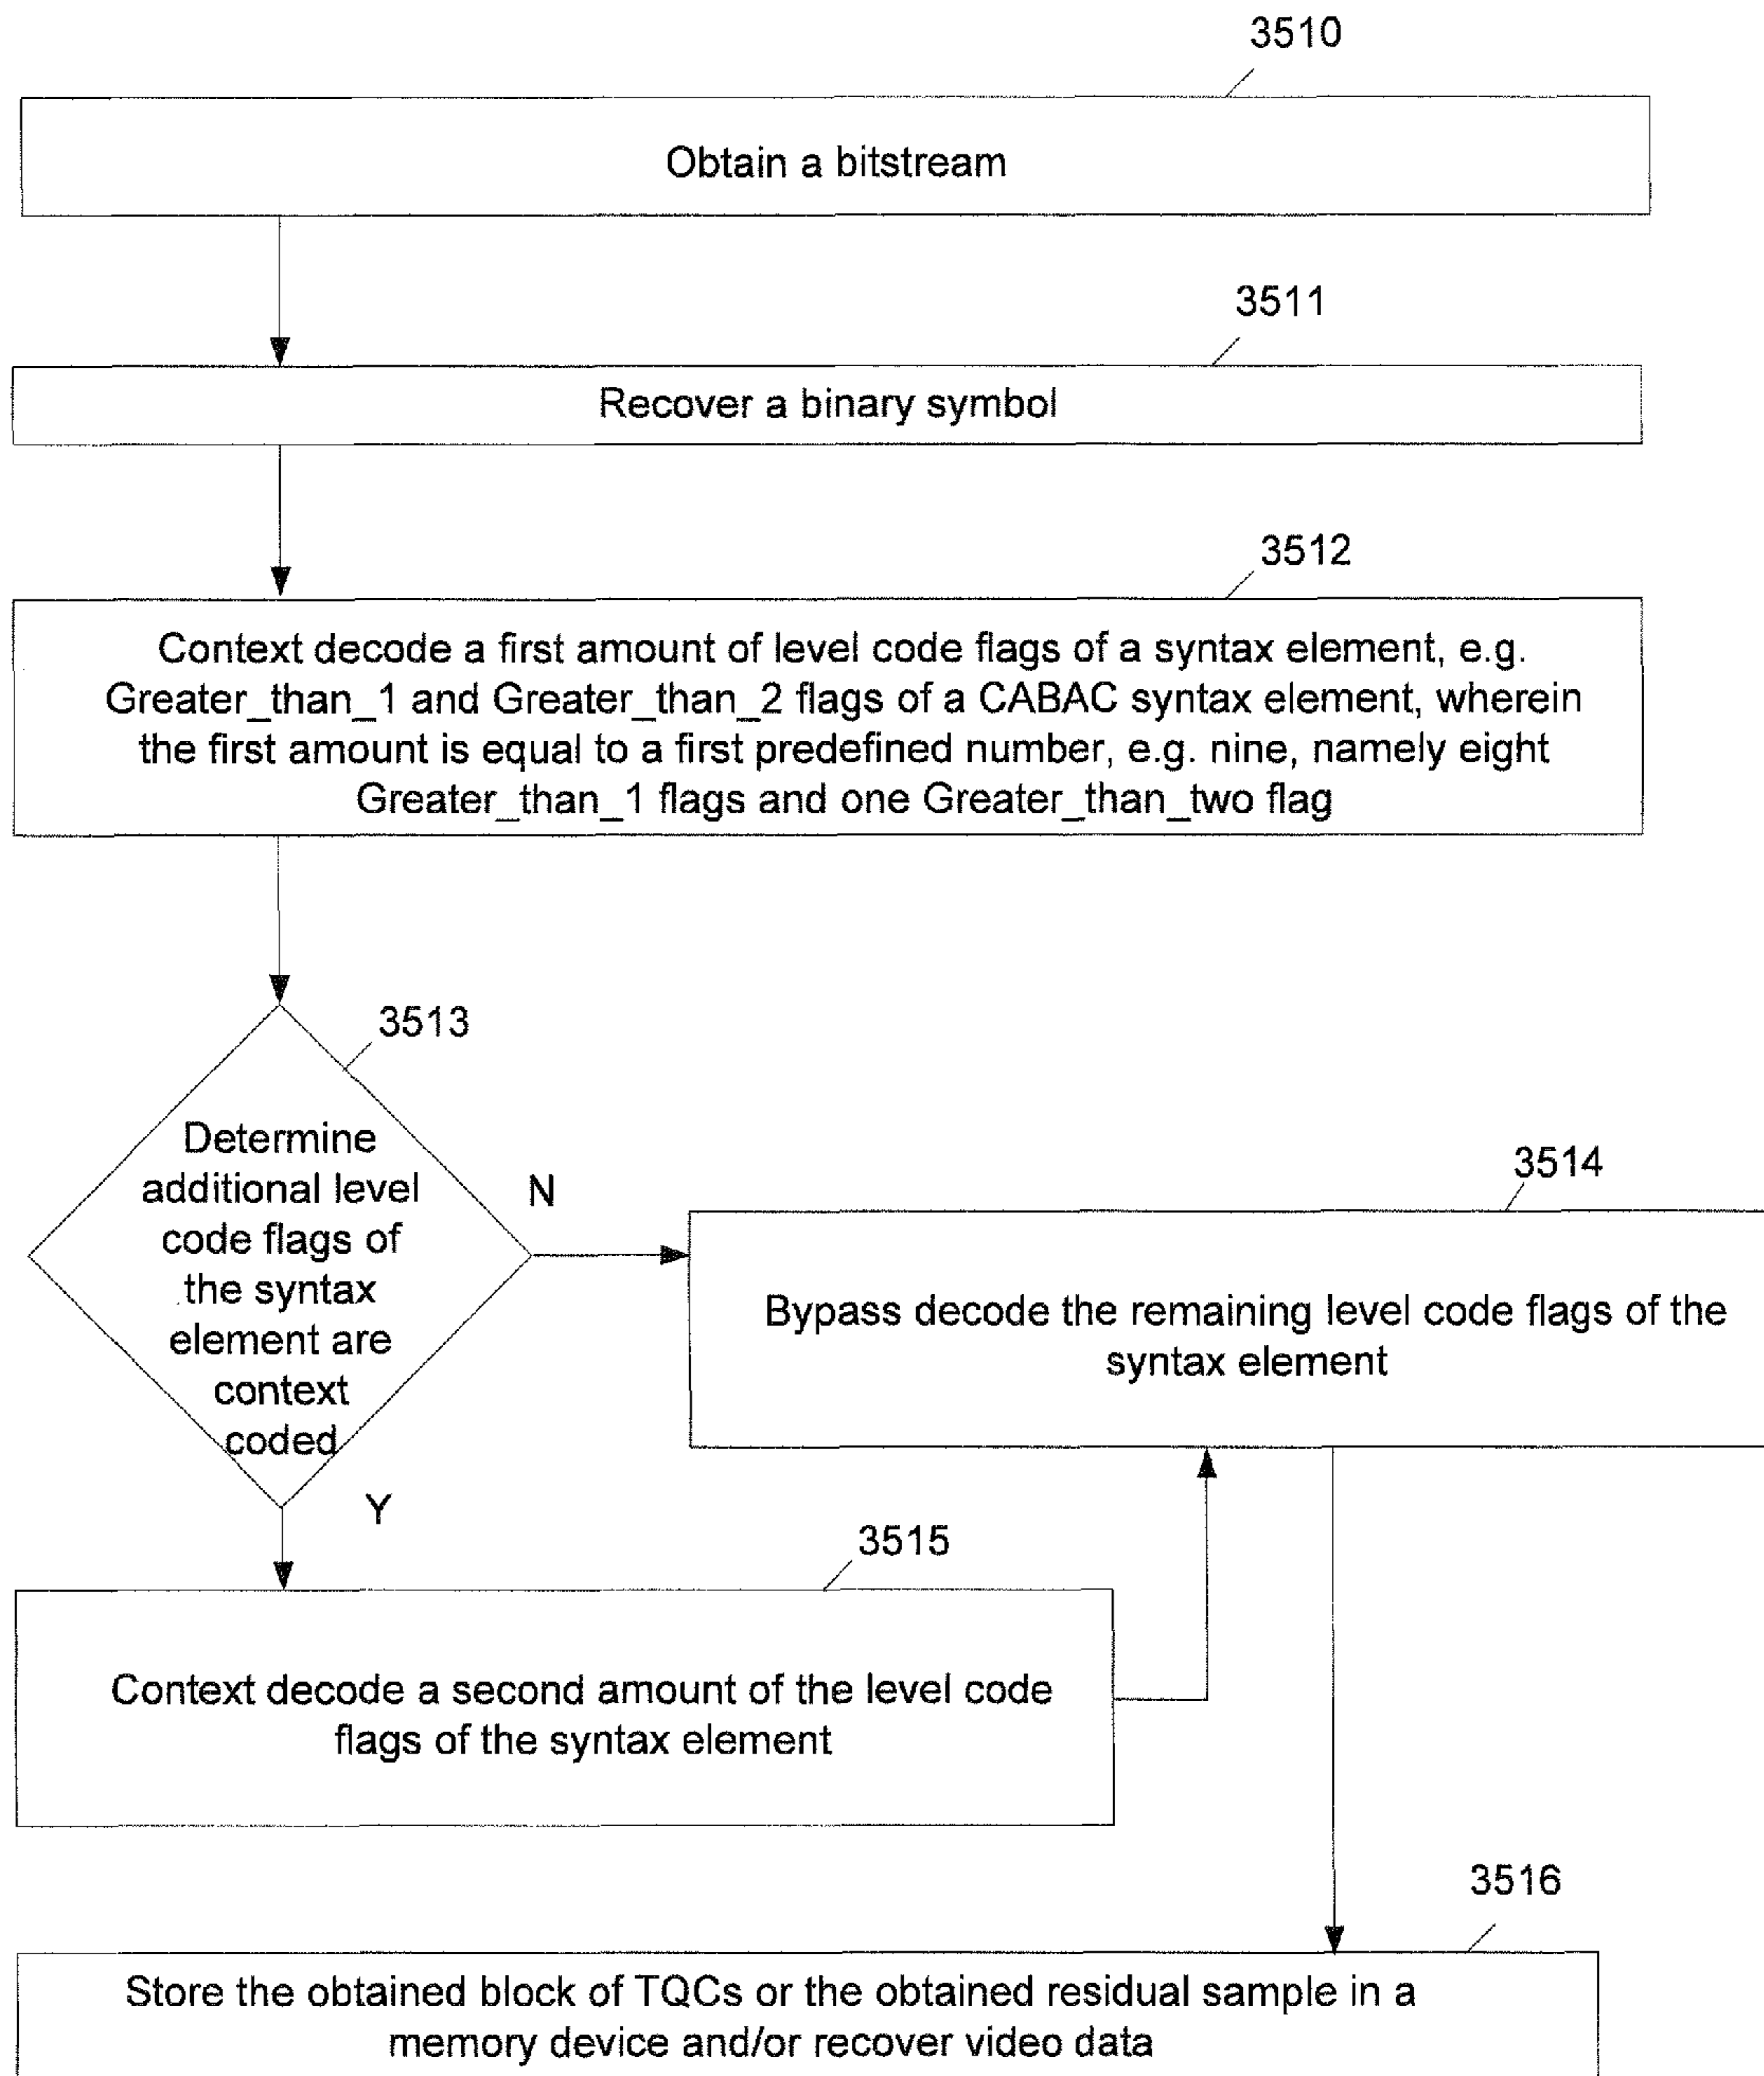 3510
Obtain a bitstream
3511
Recover a binary symbol
3512
Context decode a first amount of level code flags of a syntax element, e.g.
Greater_than_1 and Greater_than_2 flags of a CABAC syntax element, wherein
the first amount is equal to a first predefined number, e.g. nine, namely eight
Greater_than_1 flags and one Greater_than_two flag
3513
Determine
additional level
code flags of
the syntax
element are
context
coded
N
3514
Bypass decode the remaining level code flags of the
syntax element
Y
3515
Context decode a second amount of the level code
flags of the syntax element
3516
Store the obtained block of TQCs or the obtained residual sample in a
memory device and/or recover video data